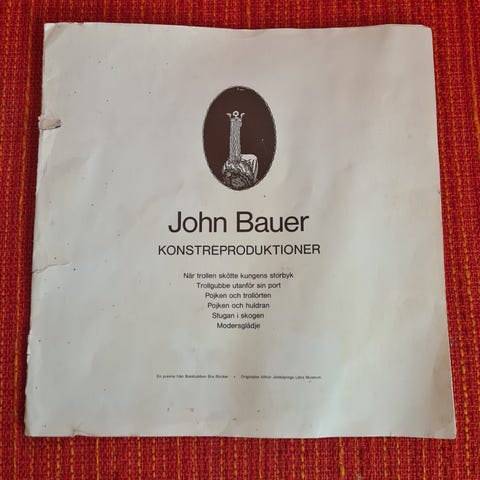 John Bauer
KONSTREPRODUKTIONER
När trollen skötte kungens storbyk
Trollgubbe utanför sin port
Pojken och trollörten
Pojken och huldran
Stugan i skogen
Modersglädje
En premie från Bokklubben Bra Böcker • Originalen tillhör Jönköpings Läns Museum